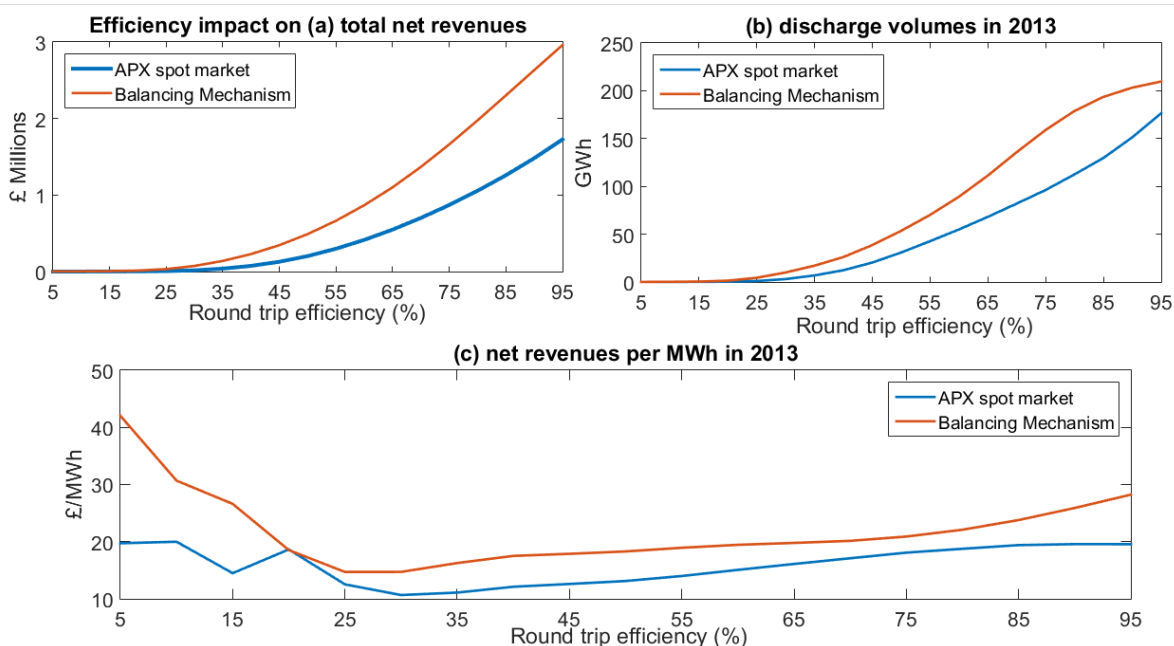 Efficiency impact on (a) total net revenues
APX spot market
Balancing Mechanism
£ Millions
3
2
1
0
5 15 25 35 45 55 65 75 85 95
Round trip efficiency (%)
(b) discharge volumes in 2013
APX spot market
Balancing Mechanism
GWh
250
200
150
100
50
0
5 15 25 35 45 55 65 75 85 95
Round trip efficiency (%)
(c) net revenues per MWh in 2013
APX spot market
Balancing Mechanism
£/MWh
50
40
30
20
10
5 15 25 35 45 55 65 75 85 95
Round trip efficiency (%)